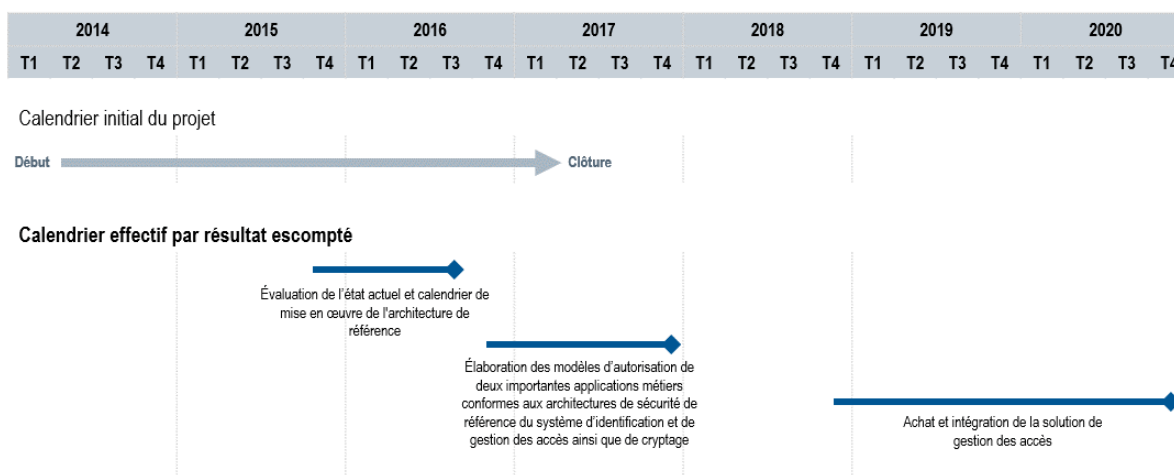 2014 2015 2016 2017 2018 2019 2020
T1 T2 T3 T4 T1 T2 T3 T4 T1 T2 T3 T4 T1 T2 T3 T4 T1 T2 T3 T4 T1 T2 T3 T4 T1 T2 T3 T4
Calendrier initial du projet
Début Clôture
Calendrier effectif par résultat escompté
Évaluation de l'état actuel et calendrier de
mise en œuvre de l'architecture de
référence
Élaboration des modèles d'autorisation de
deux importantes applications métiers
conformes aux architectures de sécurité de
référence du système d'identification et de
gestion des accès ainsi que de cryptage
Achat et intégration de la solution de
gestion des accès